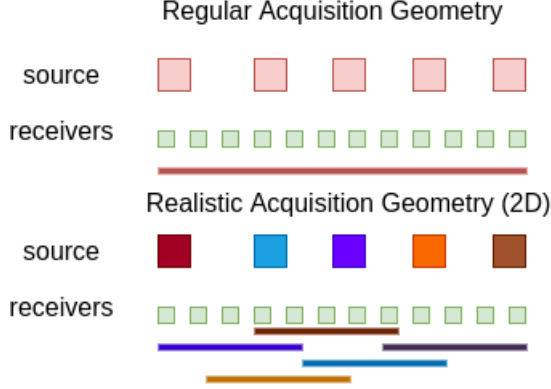 Regular Acquisition Geometry
source
receivers
Realistic Acquisition Geometry (2D)
source
receivers